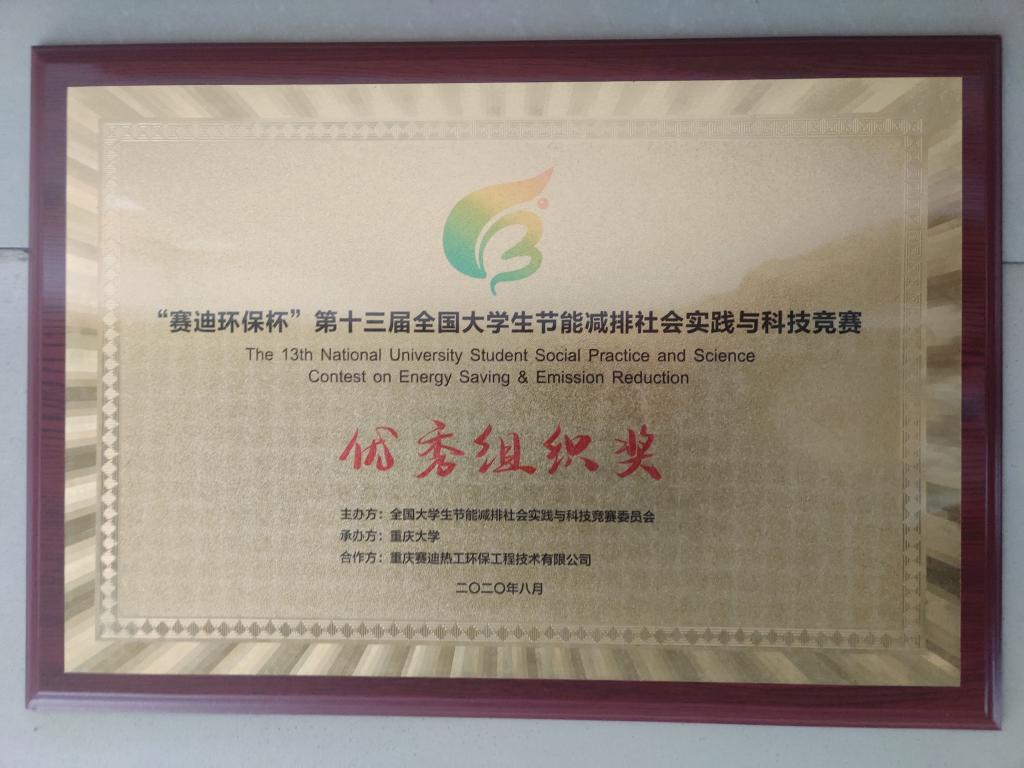 “赛迪环保杯”第十三届全国大学生节能减排社会实践与科技竞赛
The 13th National University Student Social Practice and Science
Contest on Energy Saving & Emission Reduction
优秀组织奖
主办方：全国大学生节能减排社会实践与科技竞赛委员会
承办方：重庆大学
合作方：重庆赛迪热工环保工程技术有限公司
二〇二〇年八月